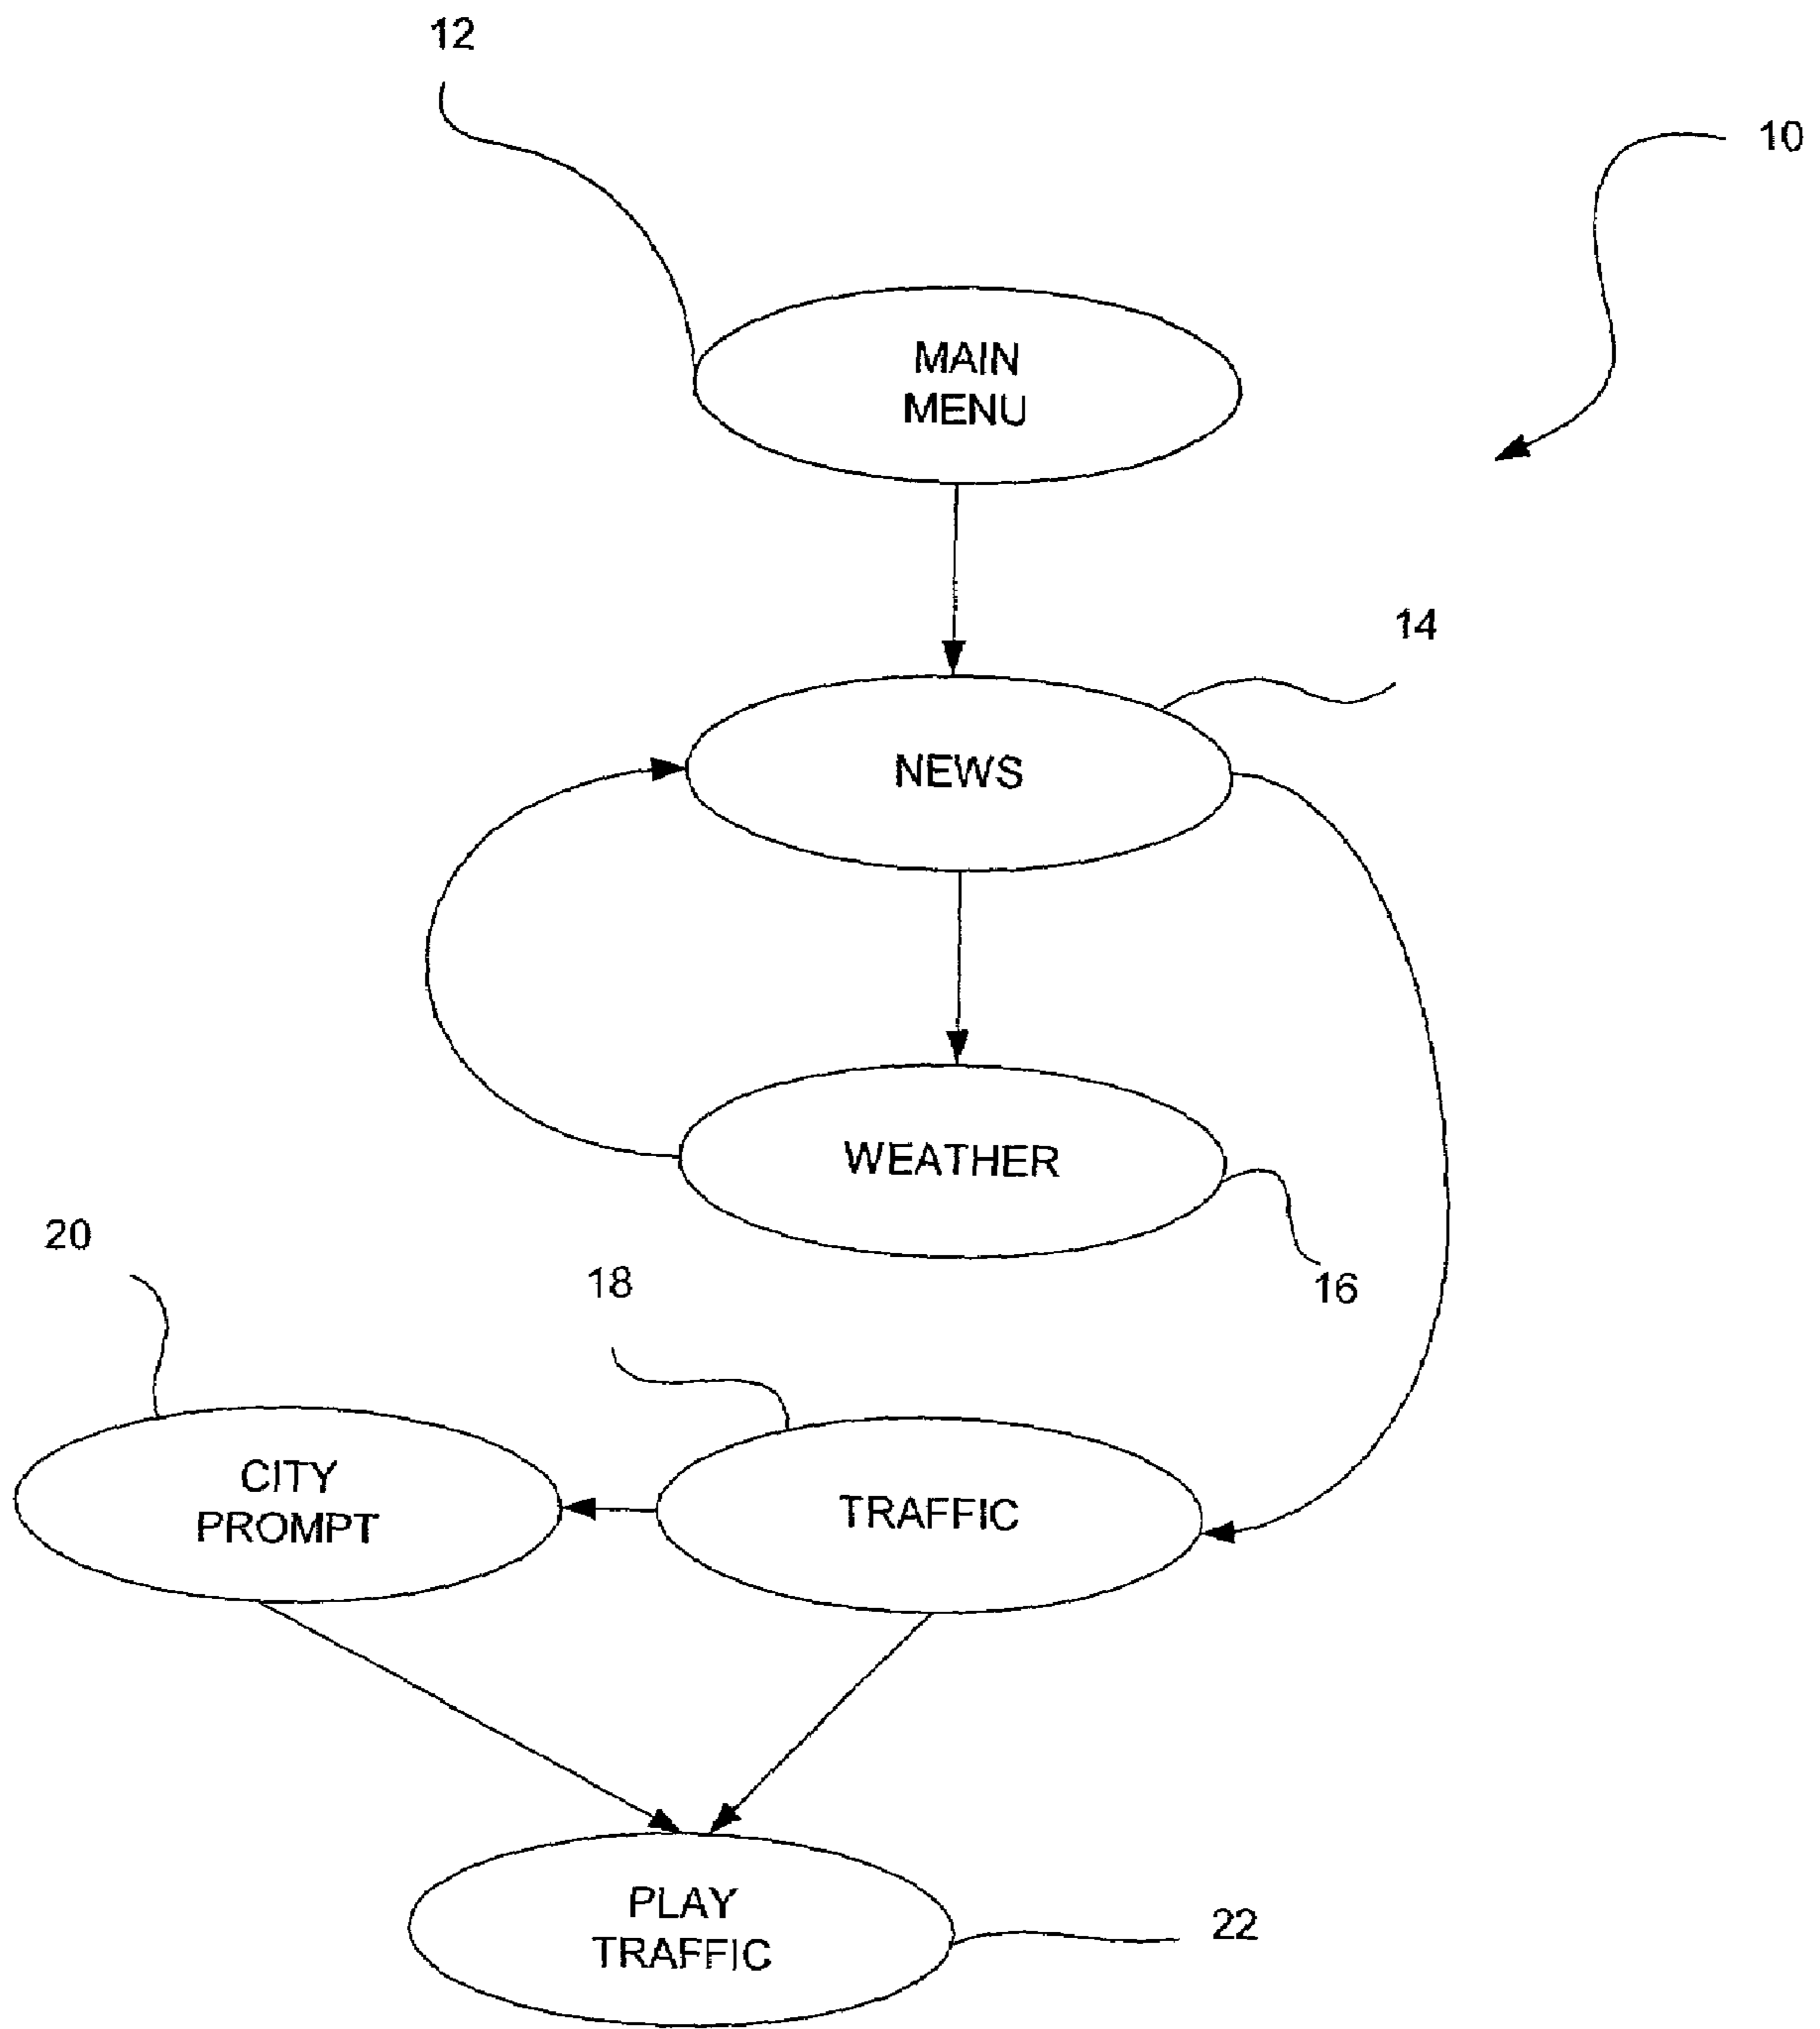 12
10
MAIN
MENU
14
NEWS
WEATHER
16
20
18
CITY
PROMPT
TRAFFIC
PLAY
TRAFFIC
22